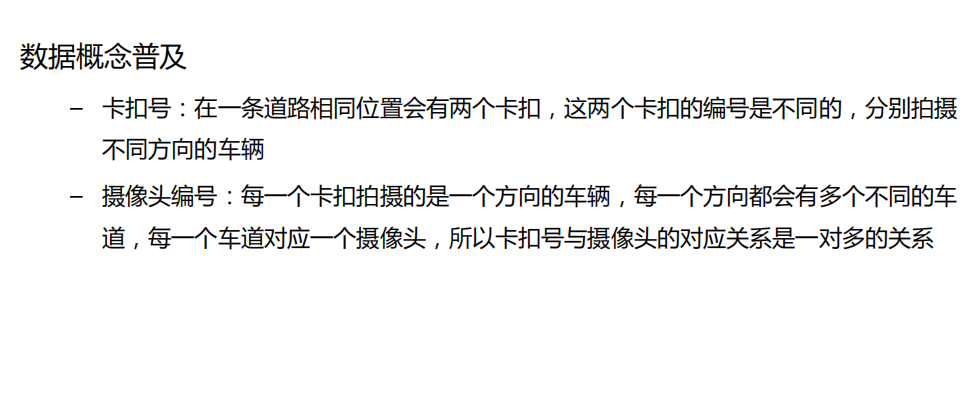 数据概念普及
– 卡扣号：在一条道路相同位置会有两个卡扣，这两个卡扣的编号是不同的，分别拍摄
不同方向的车辆
– 摄像头编号：每一个卡扣拍摄的是一个方向的车辆，每一个方向都会有多个不同的车
道，每一个车道对应一个摄像头，所以卡扣号与摄像头的对应关系是一对多的关系